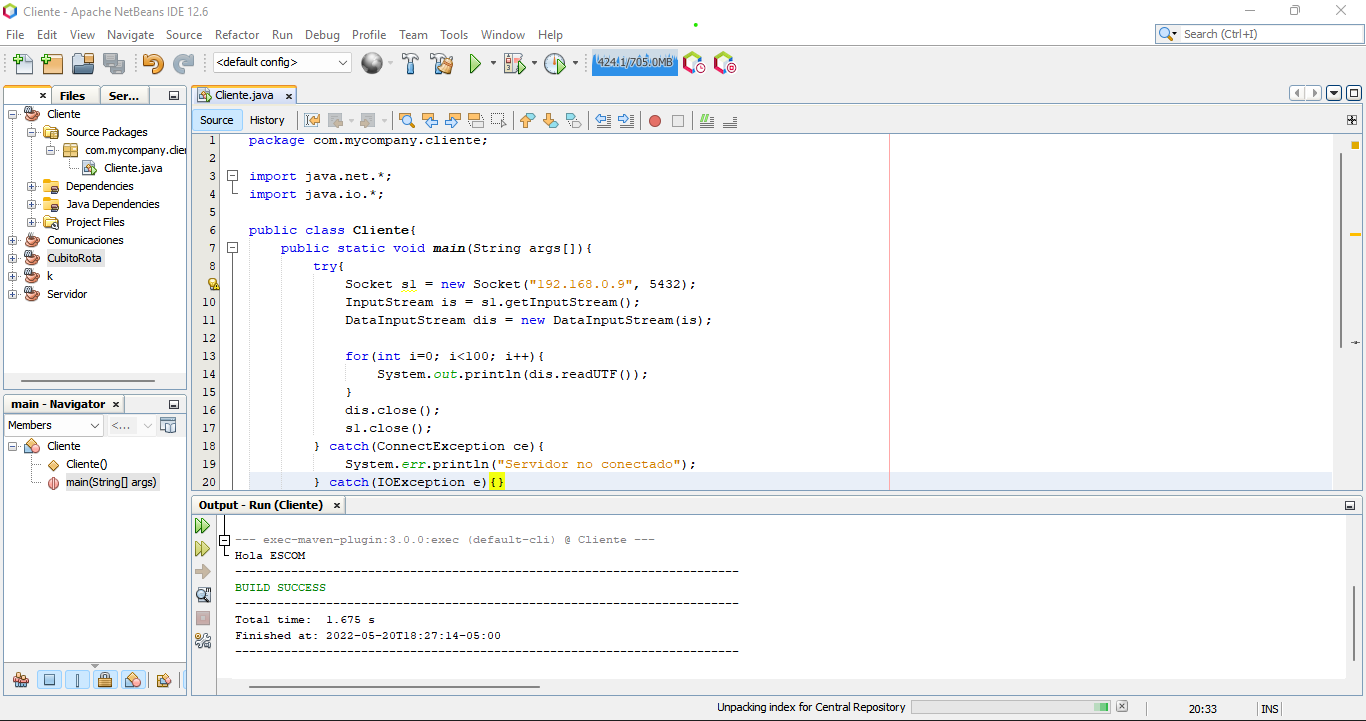 Cliente - Apache NetBeans IDE 12.6
File Edit View Navigate Source Refactor Run Debug Profile Team Tools Window Help
Search (Ctrl+I)
<default config>
424.1/705.0MB
Files
Ser...
Cliente
Source Packages
com.mycompany.clie
Cliente.java
Dependencies
Java Dependencies
Project Files
Comunicaciones
CubitoRota
k
Servidor
main - Navigator
Members
<...
Cliente
Cliente()
main(String[] args)
Cliente.java
Source History
1 package com.mycompany.cliente;
2
3 import java.net.*;
4 import java.io.*;
5
6 public class Cliente{
7 public static void main(String args[]){
8 try{
Socket s1 = new Socket("192.168.0.9", 5432);
10 InputStream is = s1.getInputStream();
11 DataInputStream dis = new DataInputStream(is);
12
13 for(int i=0; i<100; i++){
14 System.out.println(dis.readUTF());
15 }
16 dis.close();
17 s1.close();
18 } catch(ConnectException ce){
19 System.err.println("Servidor no conectado");
20 } catch(IOException e){}
Output - Run (Cliente)
--- exec-maven-plugin:3.0.0:exec (default-cli) @ Cliente ---
Hola ESCOM
------------------------------------------------------------------------
BUILD SUCCESS
------------------------------------------------------------------------
Total time: 1.675 s
Finished at: 2022-05-20T18:27:14-05:00
------------------------------------------------------------------------
Unpacking index for Central Repository
20:33
INS